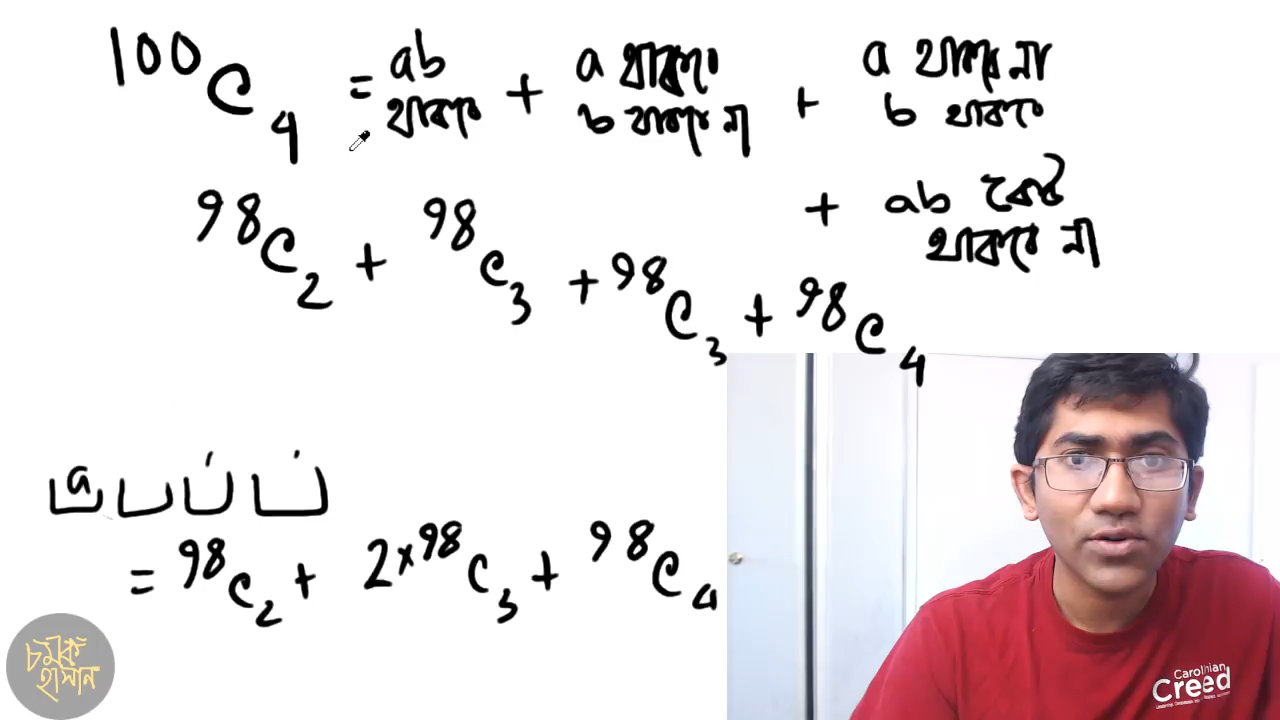 ¹⁰⁰C₄ = ab থাকবে + a থাকবে b থাকবে না + a থাকবে না b থাকবে
+ ab কেউ থাকবে না
⁹⁸C₂ + ⁹⁸C₃ + ⁹⁸C₃ + ⁹⁸C₄
a
= ⁹⁸C₂ + 2×⁹⁸C₃ + ⁹⁸C₄
চমক
হাসান
Carolinian
Creed